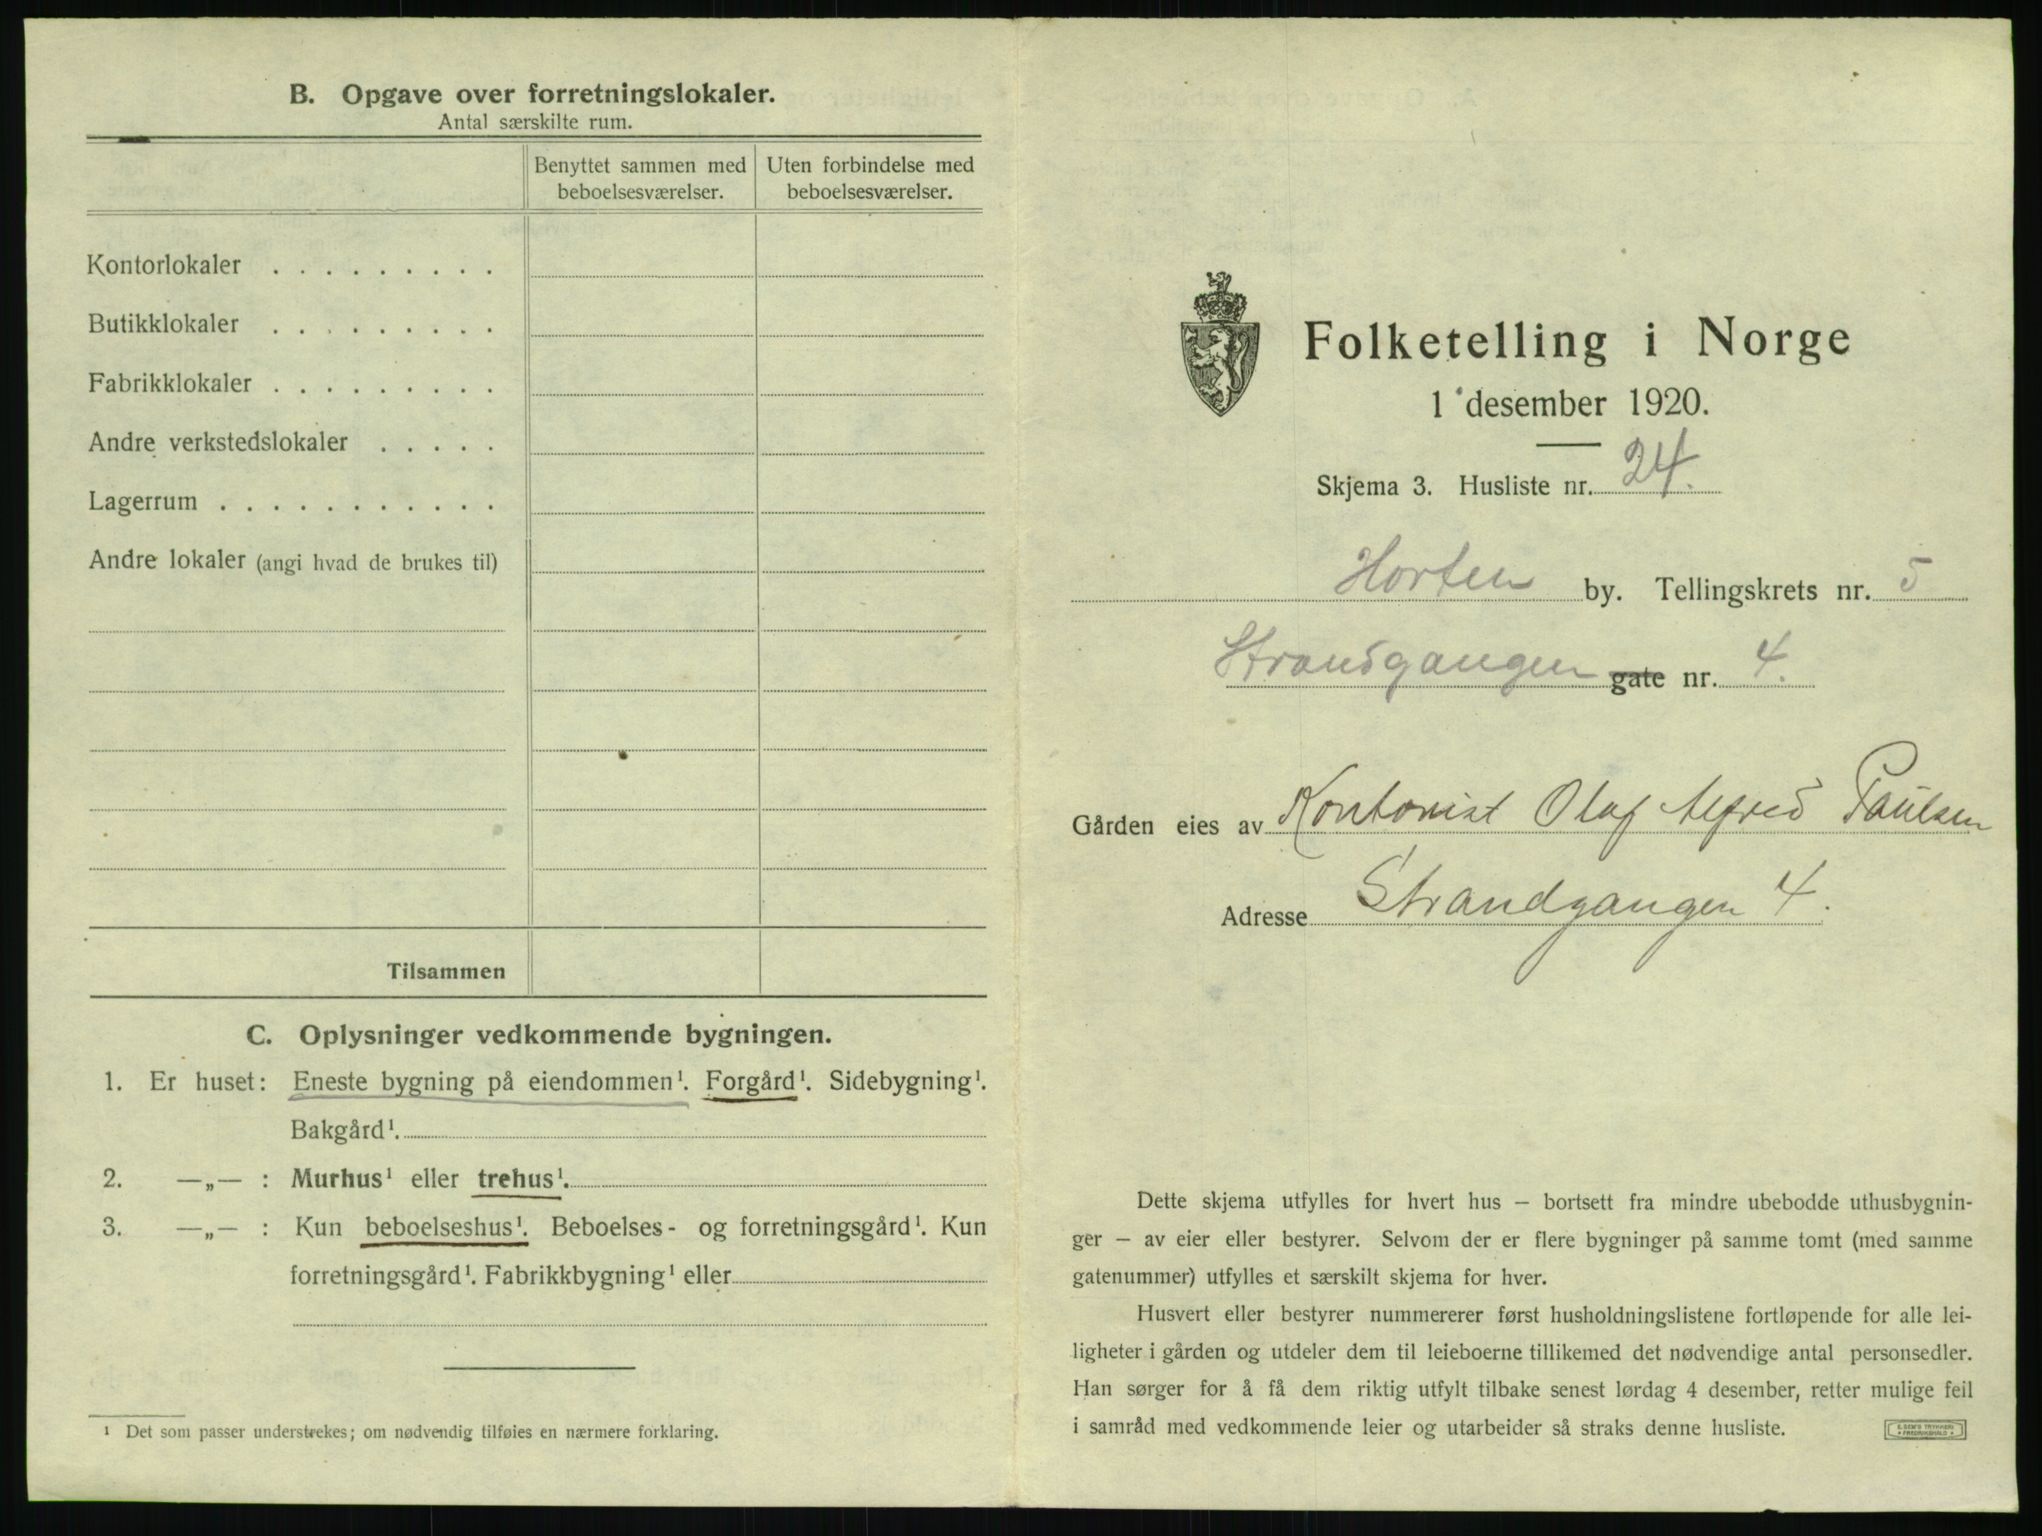 B. Opgave over forretningslokaler.
Antal særskilte rum.
Benyttet sammen med beboelsesværelser.
Uten forbindelse med beboelsesværelser.
Kontorlokaler . . . . . . . . .
Butikklokaler . . . . . . . . .
Fabrikklokaler . . . . . . . . .
Andre verkstedslokaler . . . . .
Lagerrum . . . . . . . . . . .
Andre lokaler (angi hvad de brukes til)
Tilsammen
C. Oplysninger vedkommende bygningen.
1. Er huset: Eneste bygning på eiendommen¹. Forgård¹. Sidebygning¹.
Bakgård¹.
2. —„— : Murhus¹ eller trehus¹.
3. —„— : Kun beboelseshus¹. Beboelses- og forretningsgård¹. Kun
forretningsgård¹. Fabrikkbygning¹ eller
¹ Det som passer understrekes; om nødvendig tilføies en nærmere forklaring.
Folketelling i Norge
1 desember 1920.
Skjema 3. Husliste nr. 24.
Horten by. Tellingskrets nr. 5
Strandgangen gate nr. 4.
Gården eies av Kontorist Olaf Alfred Paulsen
Adresse Strandgangen 4.
Dette skjema utfylles for hvert hus – bortsett fra mindre ubebodde uthusbygnin-
ger – av eier eller bestyrer. Selvom der er flere bygninger på samme tomt (med samme
gatenummer) utfylles et særskilt skjema for hver.
Husvert eller bestyrer nummererer først husholdningslistene fortløpende for alle lei-
ligheter i gården og utdeler dem til leieboerne tillikemed det nødvendige antal personsedler.
Han sørger for å få dem riktig utfylt tilbake senest lørdag 4 desember, retter mulige feil
i samråd med vedkommende leier og utarbeider så straks denne husliste.